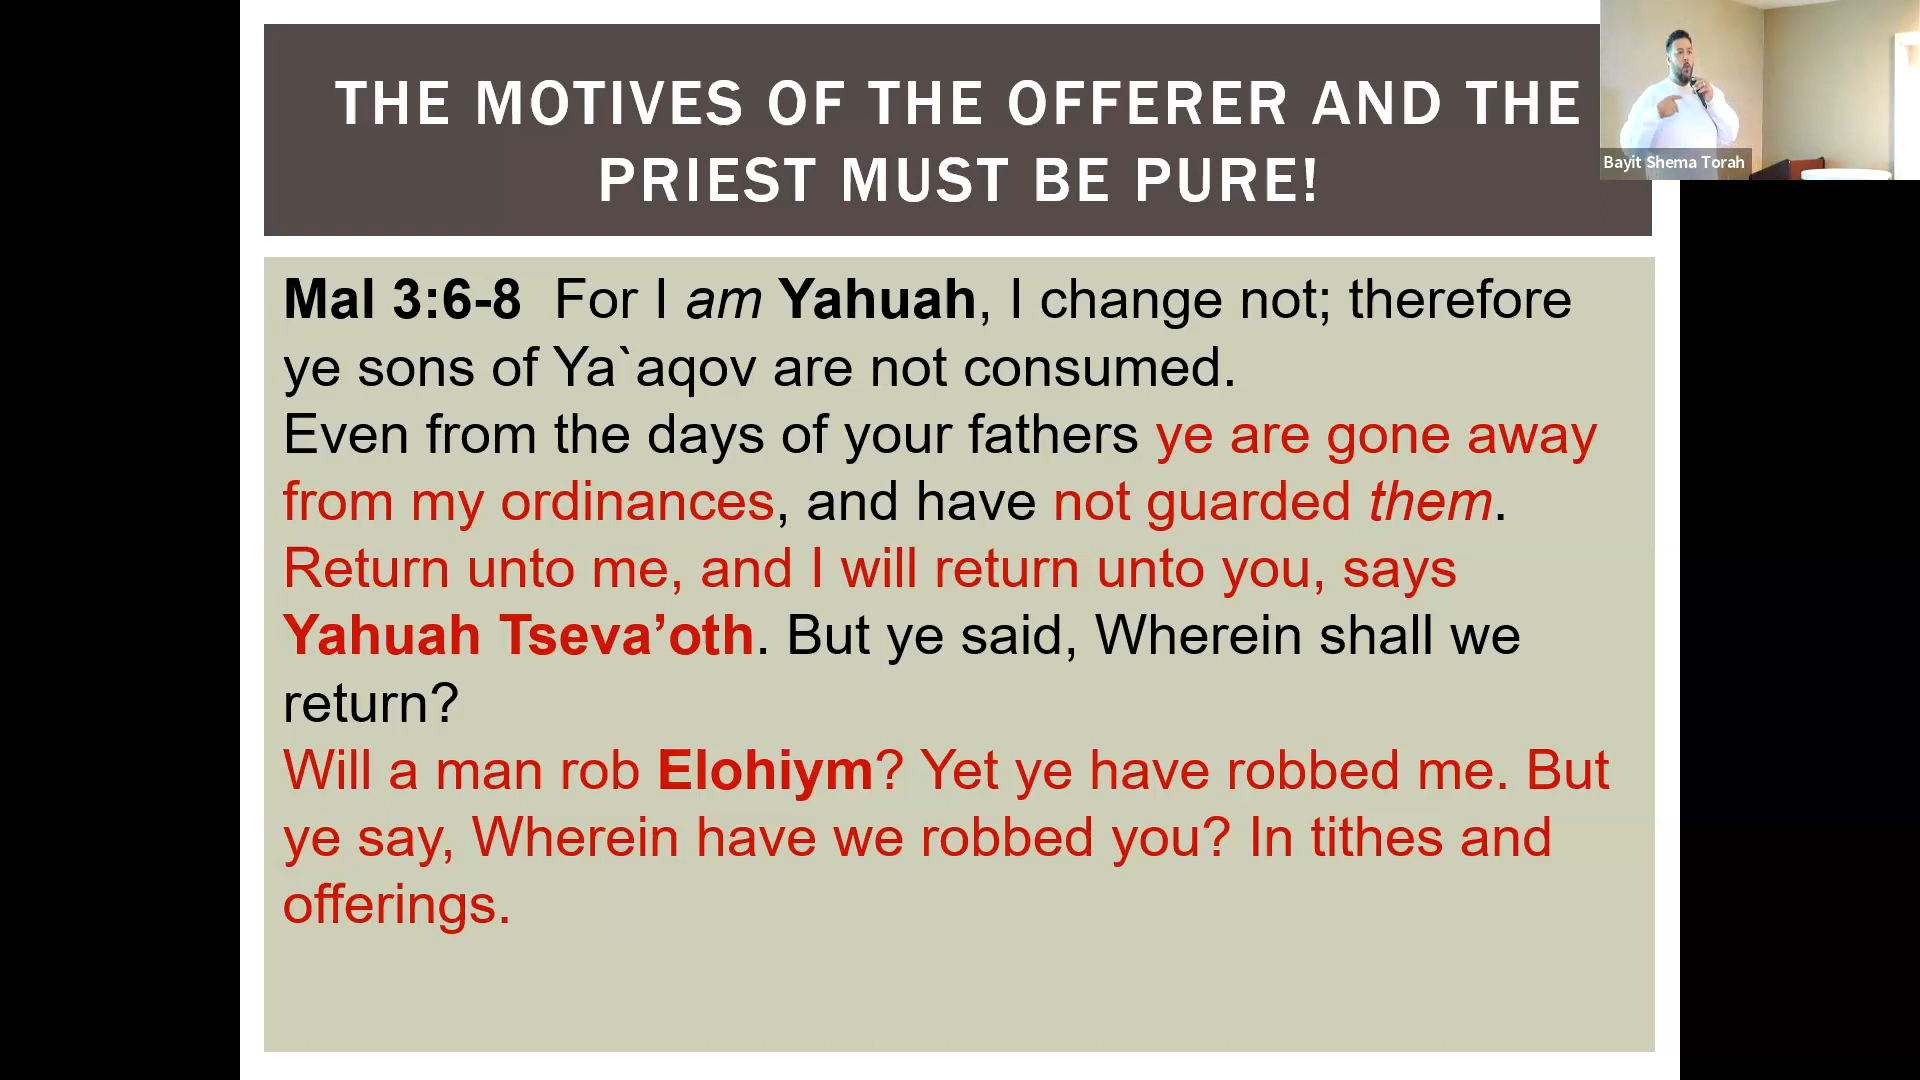 THE MOTIVES OF THE OFFERER AND THE
PRIEST MUST BE PURE!
Bayit Shema Torah
Mal 3:6-8 For I am Yahuah, I change not; therefore
ye sons of Ya`aqov are not consumed.
Even from the days of your fathers ye are gone away
from my ordinances, and have not guarded them.
Return unto me, and I will return unto you, says
Yahuah Tseva’oth. But ye said, Wherein shall we
return?
Will a man rob Elohiym? Yet ye have robbed me. But
ye say, Wherein have we robbed you? In tithes and
offerings.